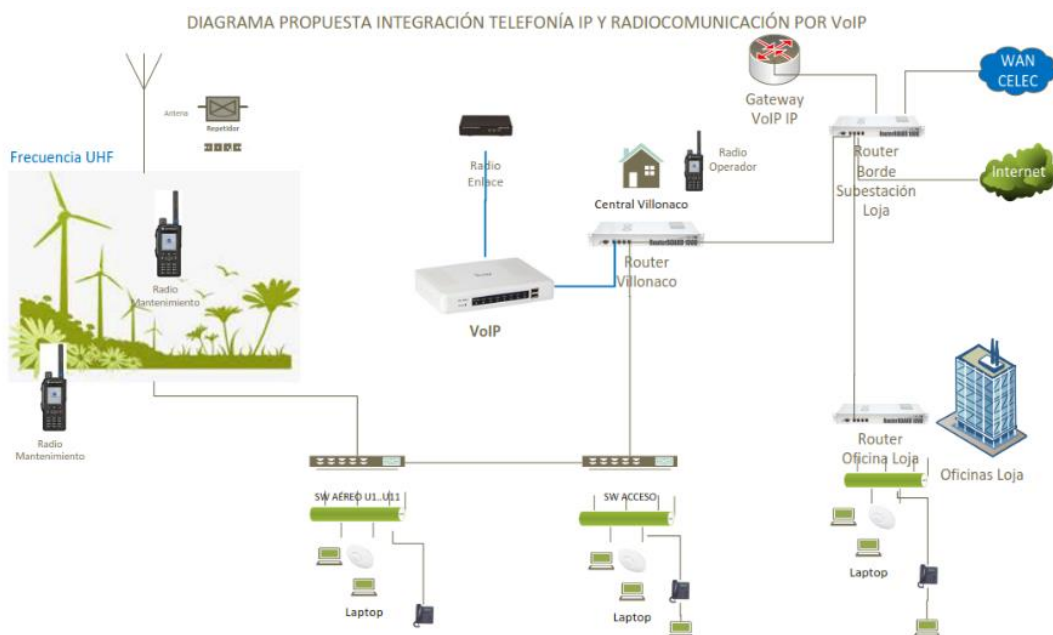 DIAGRAMA PROPUESTA INTEGRACIÓN TELEFONÍA IP Y RADIOCOMUNICACIÓN POR VoIP
WAN
CELEC
Gateway
VoIP IP
Antena
Repetidor
Frecuencia UHF
Radio
Enlace
Radio
Operador
Central Villonaco
Router
Borde
Subestación
Loja
Internet
RouterBOARD 1000
Router
Villonaco
VoIP
Radio
Mantenimiento
Radio
Mantenimiento
Router
Oficina Loja
Oficinas Loja
SW AÉREO U1..U11
SW ACCESO
Laptop
Laptop
Laptop